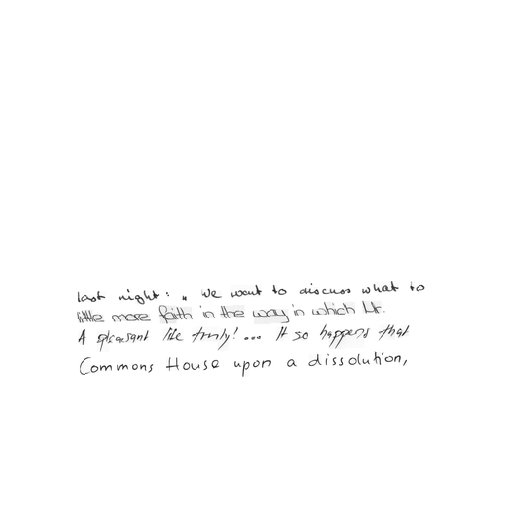 last night: " We want to discuss what to
little more faith in the way in which Lt.
A pleasant life truly! ... It so happens that
Commons House upon a dissolution,